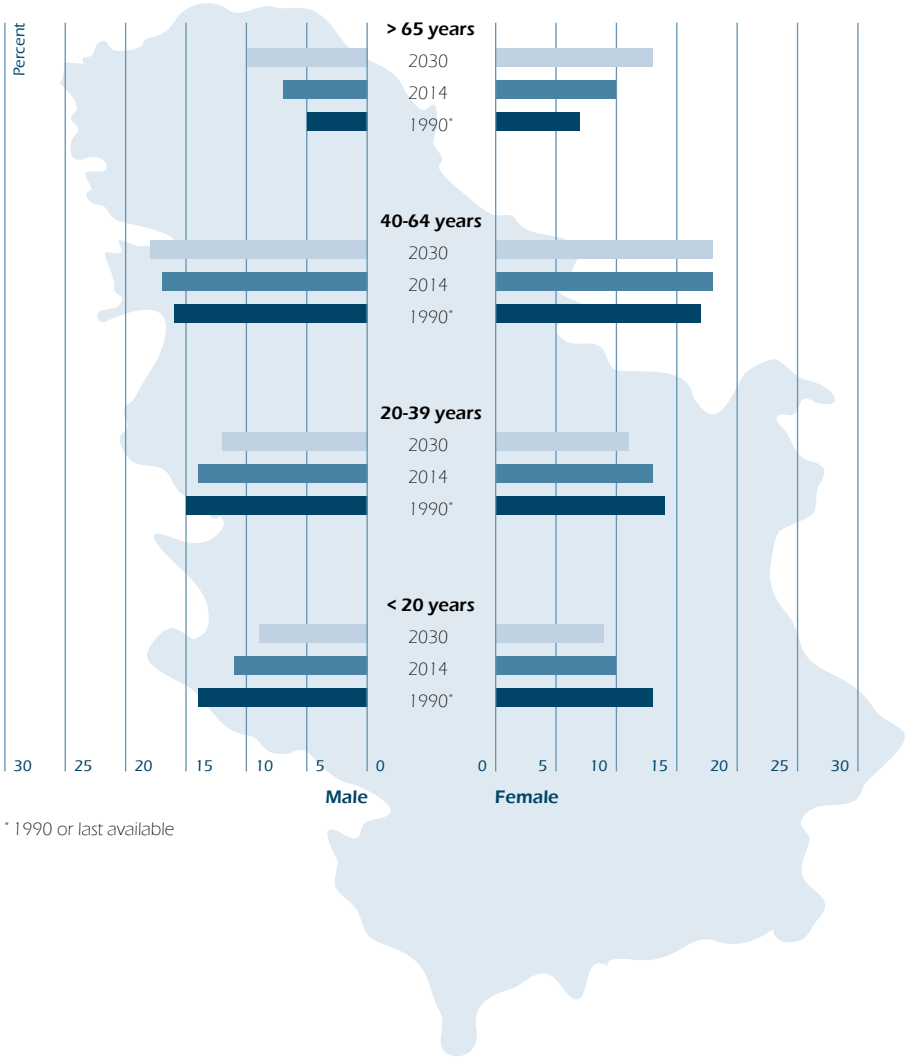 Percent
> 65 years
2030
2014
1990*
40-64 years
2030
2014
1990*
20-39 years
2030
2014
1990*
< 20 years
2030
2014
1990*
30 25 20 15 10 5 0 0 5 10 15 20 25 30
Male Female
* 1990 or last available